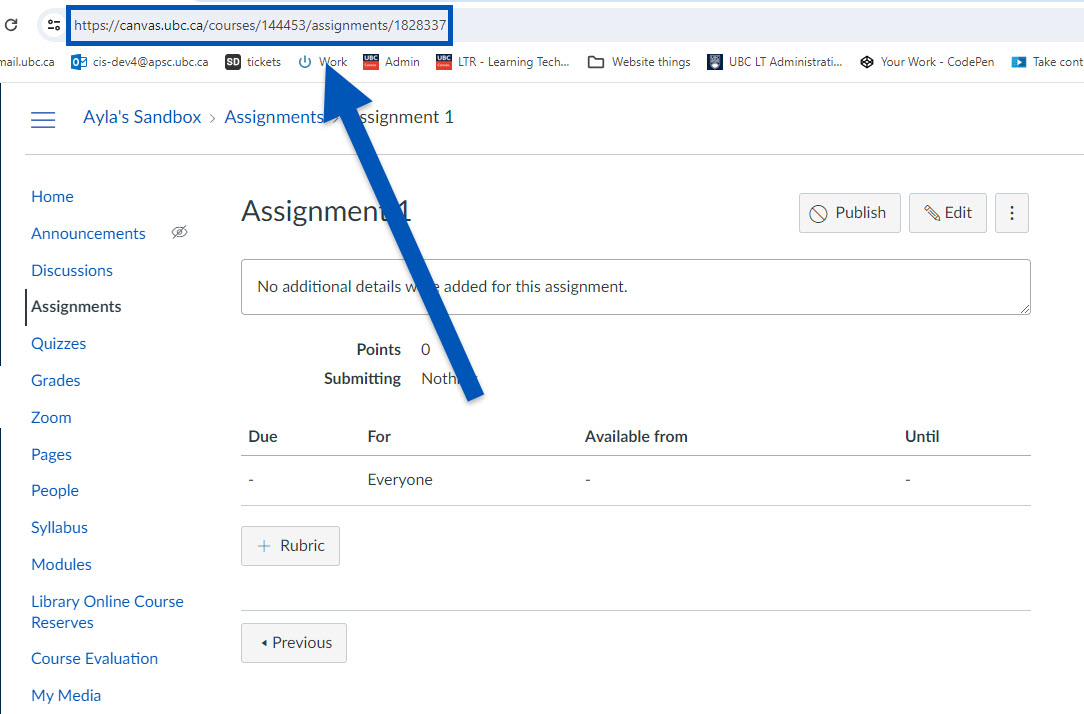 https://canvas.ubc.ca/courses/144453/assignments/1828337
mail.ubc.ca cis-dev4@apsc.ubc.ca SD tickets Work UBC Admin UBC LTR - Learning Tech... Website things UBC LT Administrati... Your Work - CodePen Take cont
Ayla's Sandbox > Assignments > Assignment 1
Home
Announcements
Discussions
Assignments
Quizzes
Grades
Zoom
Pages
People
Syllabus
Modules
Library Online Course
Reserves
Course Evaluation
My Media
Assignment 1
Publish Edit
No additional details were added for this assignment.
Points 0
Submitting Nothing
Due For Available from Until
- Everyone - -
+ Rubric
Previous